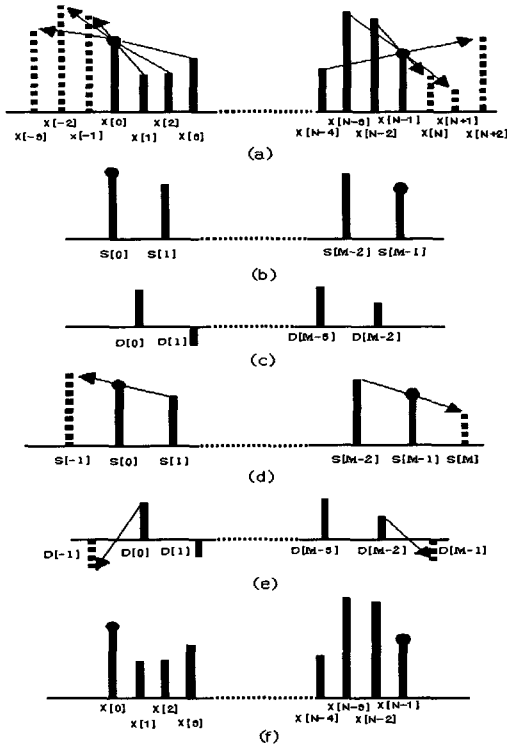 X[-3]
X[-2]
X[-1]
X[0]
X[1]
X[2]
X[3]
X[N-4]
X[N-3]
X[N-2]
X[N-1]
X[N]
X[N+1]
X[N+2]
(a)
S[0] S[1] S[M-2] S[M-1]
(b)
D[0] D[1] D[M-3] D[M-2]
(c)
S[-1] S[0] S[1] S[M-2] S[M-1] S[M]
(d)
D[-1] D[0] D[1] D[M-3] D[M-2] D[M-1]
(e)
X[0]
X[1]
X[2]
X[3]
X[N-4]
X[N-3]
X[N-2]
X[N-1]
(f)